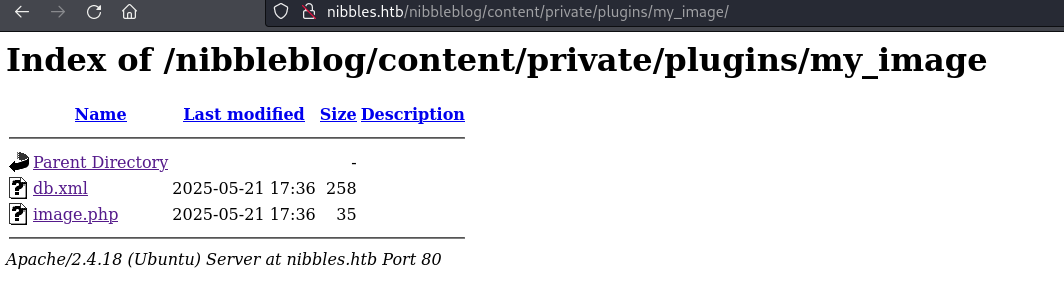 nibbles.htb/nibbleblog/content/private/plugins/my_image/
Index of /nibbleblog/content/private/plugins/my_image
Name Last modified Size Description
Parent Directory -
db.xml 2025-05-21 17:36 258
image.php 2025-05-21 17:36 35
Apache/2.4.18 (Ubuntu) Server at nibbles.htb Port 80